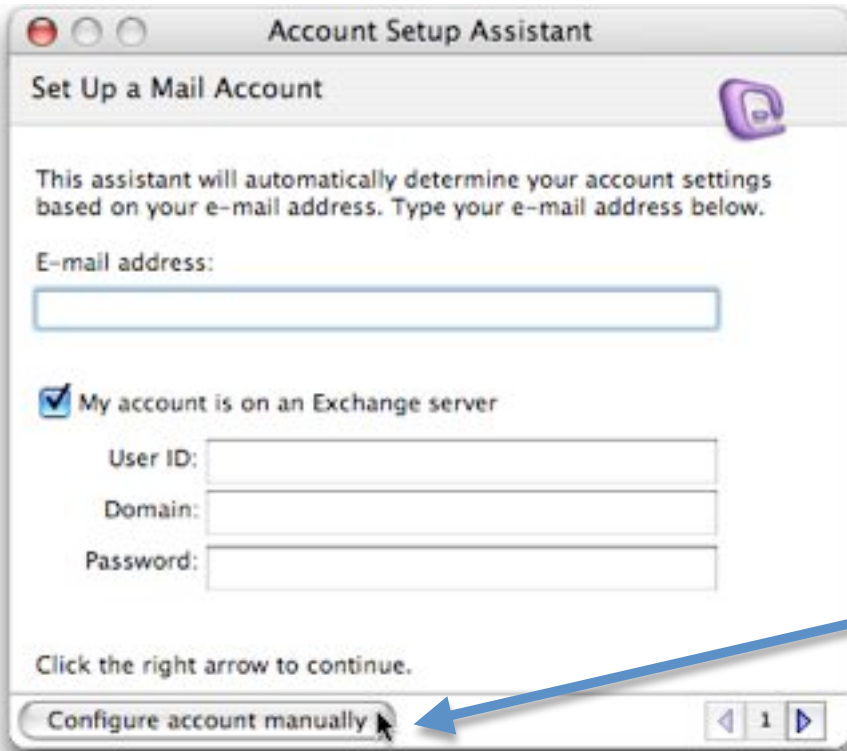 Account Setup Assistant
Set Up a Mail Account
This assistant will automatically determine your account settings
based on your e-mail address. Type your e-mail address below.
E-mail address:
My account is on an Exchange server
User ID:
Domain:
Password:
Click the right arrow to continue.
Configure account manually
1